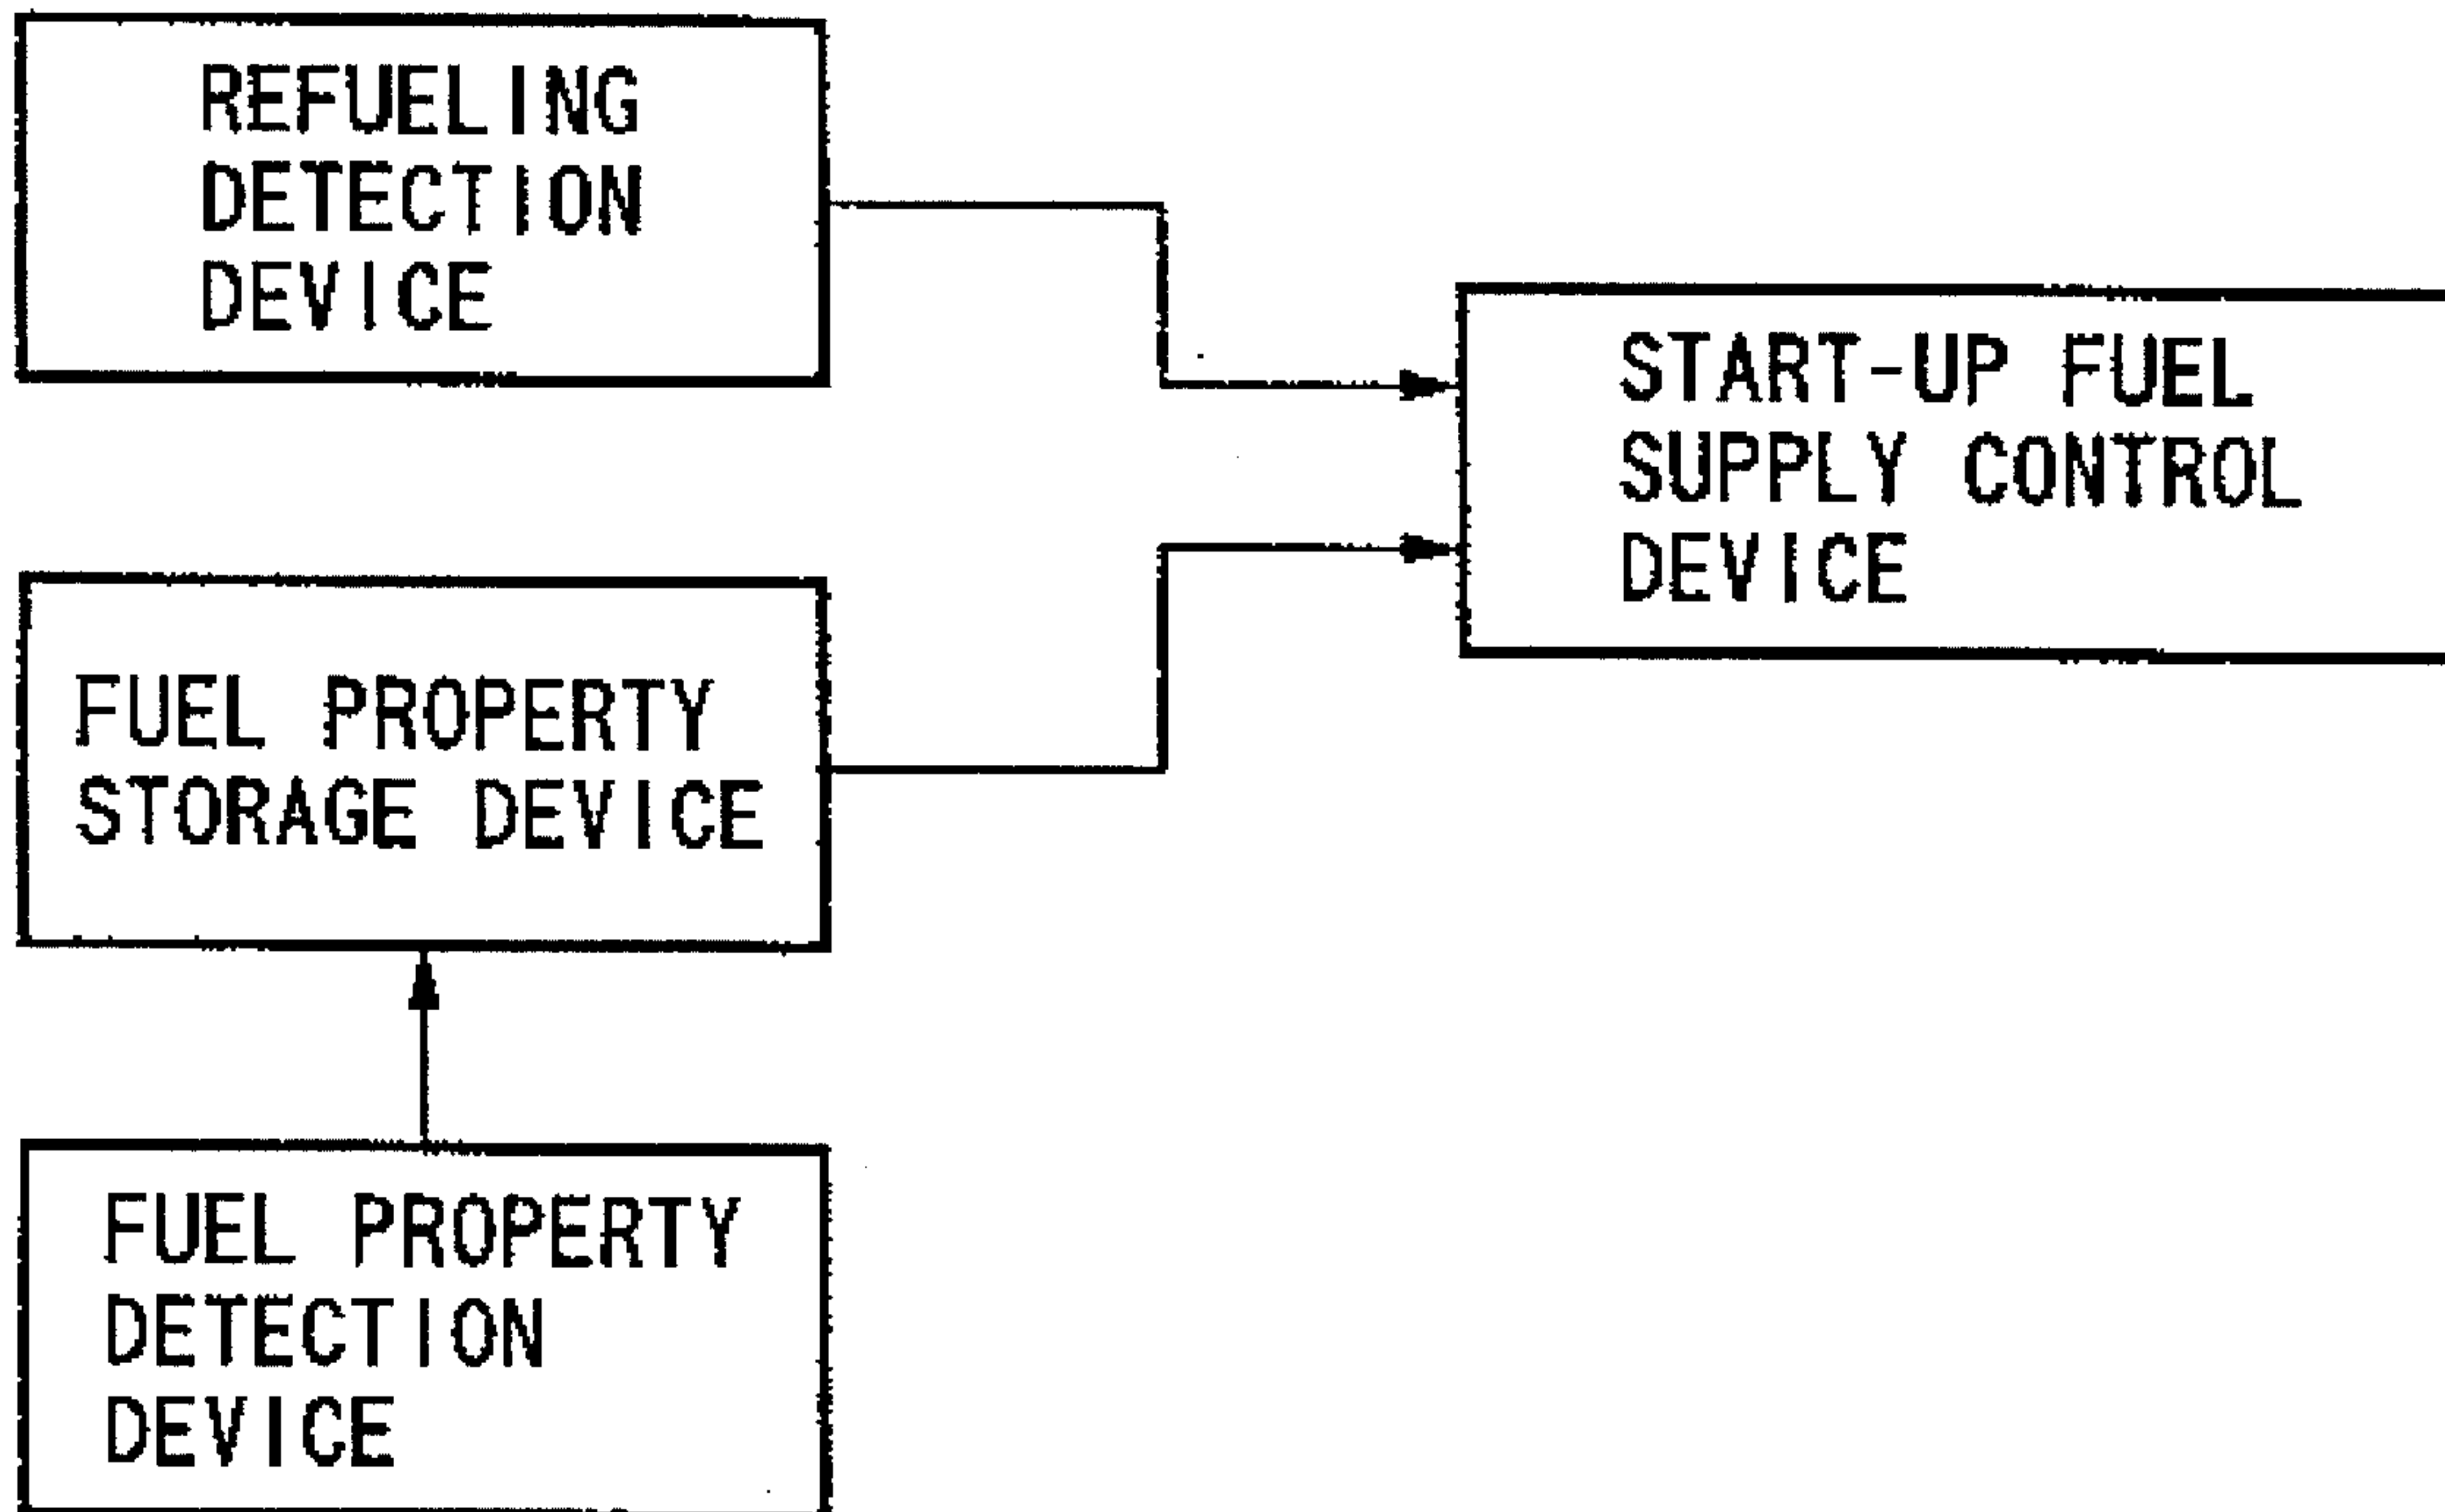 REFUELING
DETECTION
DEVICE
START-UP FUEL
SUPPLY CONTROL
DEVICE
FUEL PROPERTY
STORAGE DEVICE
FUEL PROPERTY
DETECTION
DEVICE